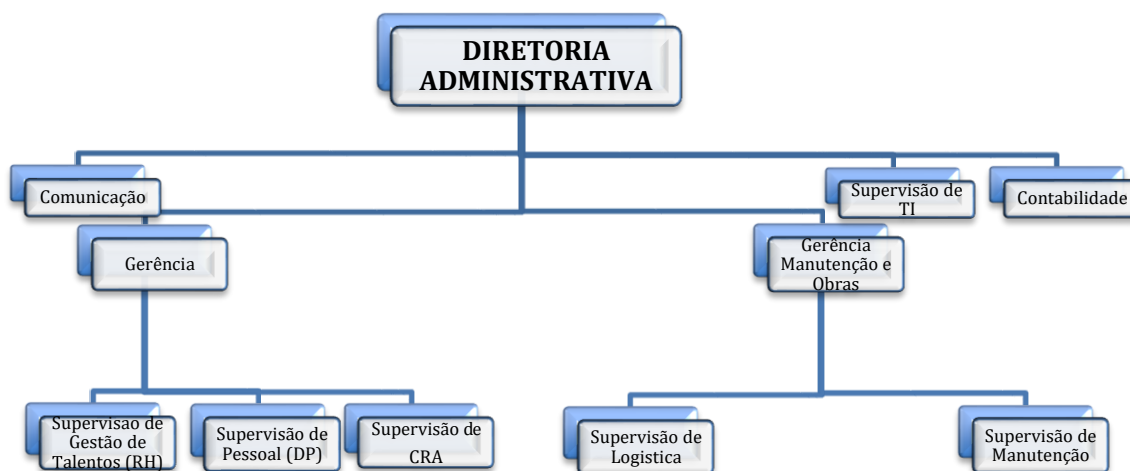 DIRETORIA
ADMINISTRATIVA
Comunicação
Supervisão de
TI
Contabilidade
Gerência
Gerência
Manutenção e
Obras
Supervisão de
Gestão de
Talentos (RH)
Supervisão de
Pessoal (DP)
Supervisão de
CRA
Supervisão de
Logistica
Supervisão de
Manutenção